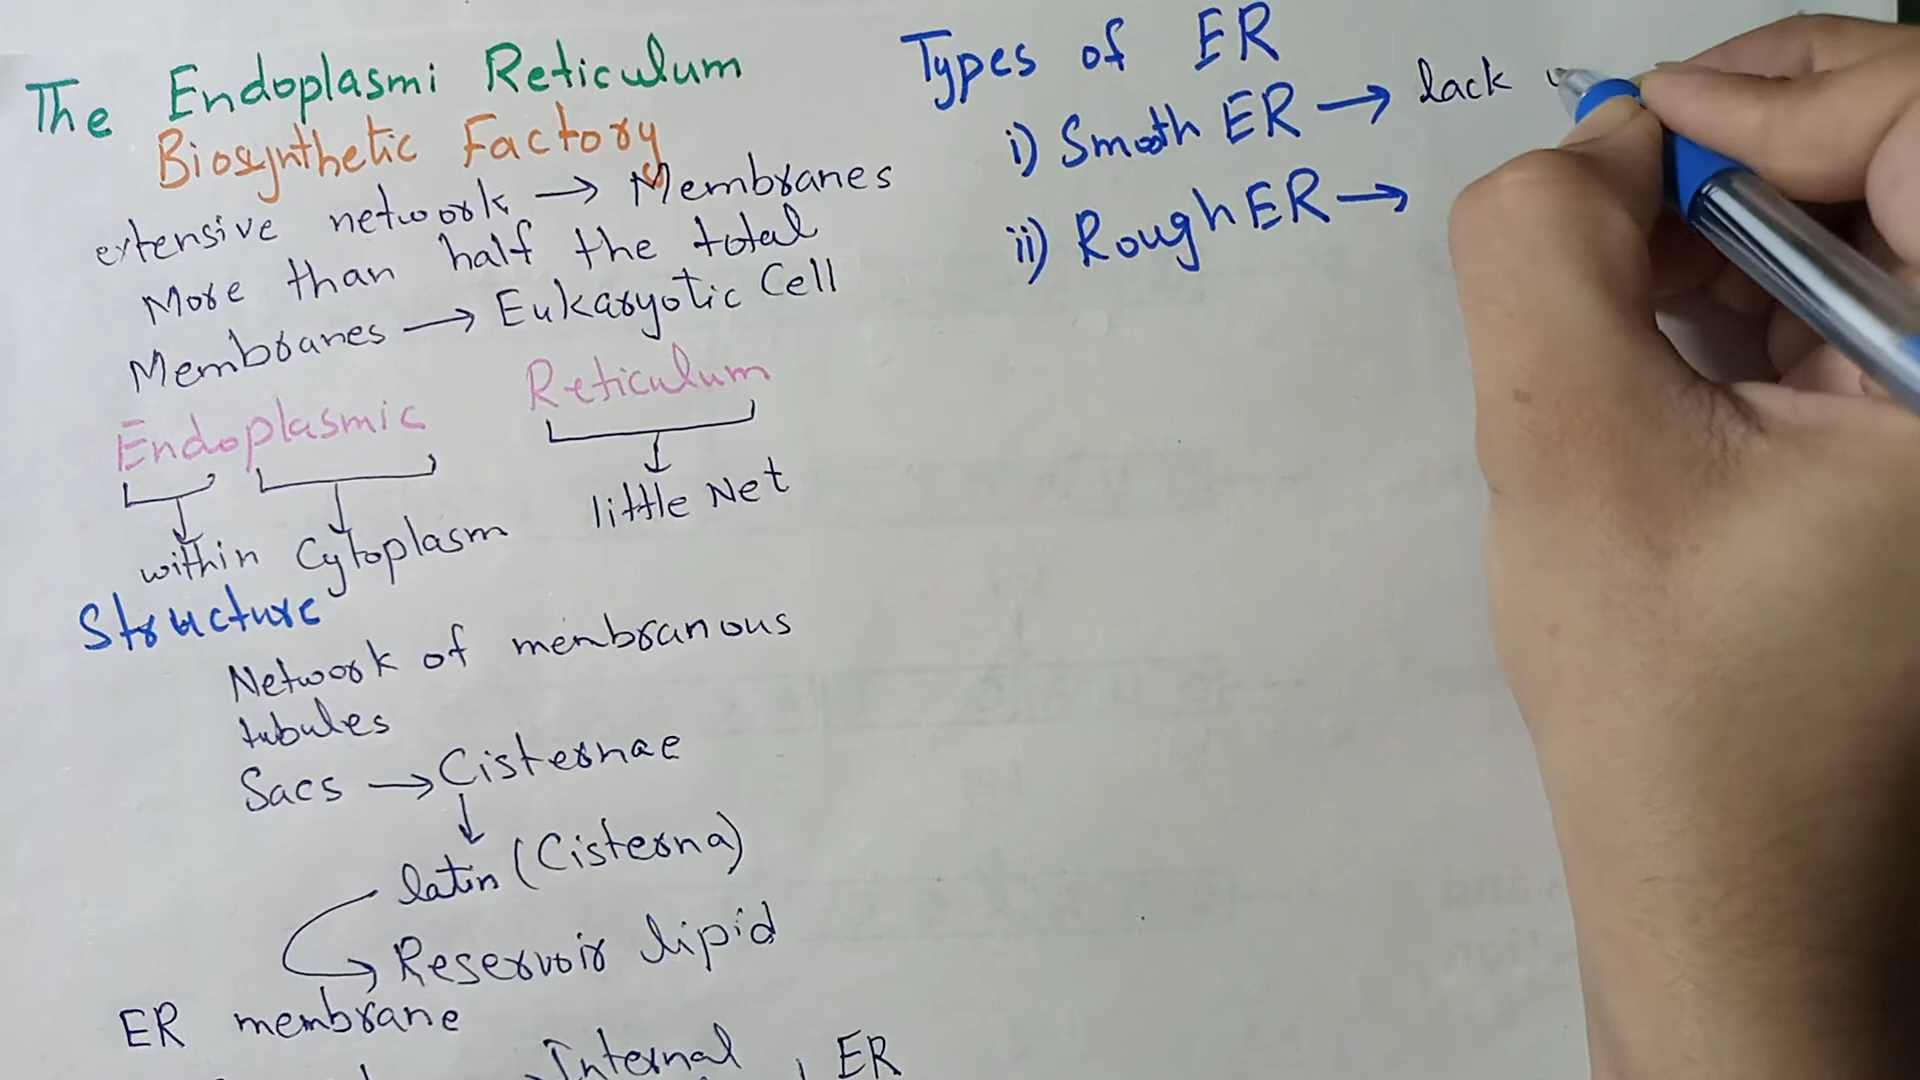 The Endoplasmi Reticulum
Biosynthetic Factory
extensive network → Membranes
More than half the total
Membranes → Eukaryotic Cell
Endoplasmic Reticulum
within Cytoplasm little Net
Structure
Network of membranous
tubules
Sacs → Cisternae
latin (Cisterna)
Reservoir lipid
ER membrane
Internal ER
Types of ER
i) Smooth ER → lack
ii) Rough ER →